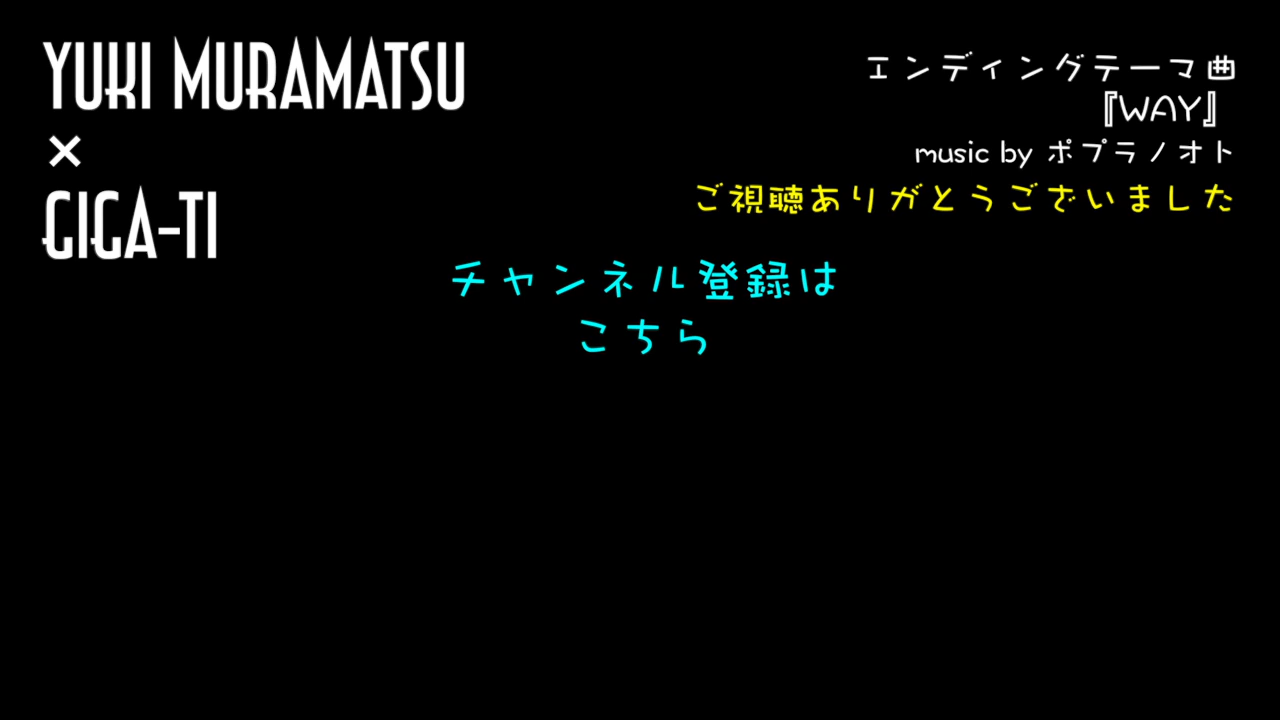 YUKI MURAMATSU
×
GIGA-TI
エンディングテーマ曲
『WAY』
music by ポプラノオト
ご視聴ありがとうございました
チャンネル登録は
こちら